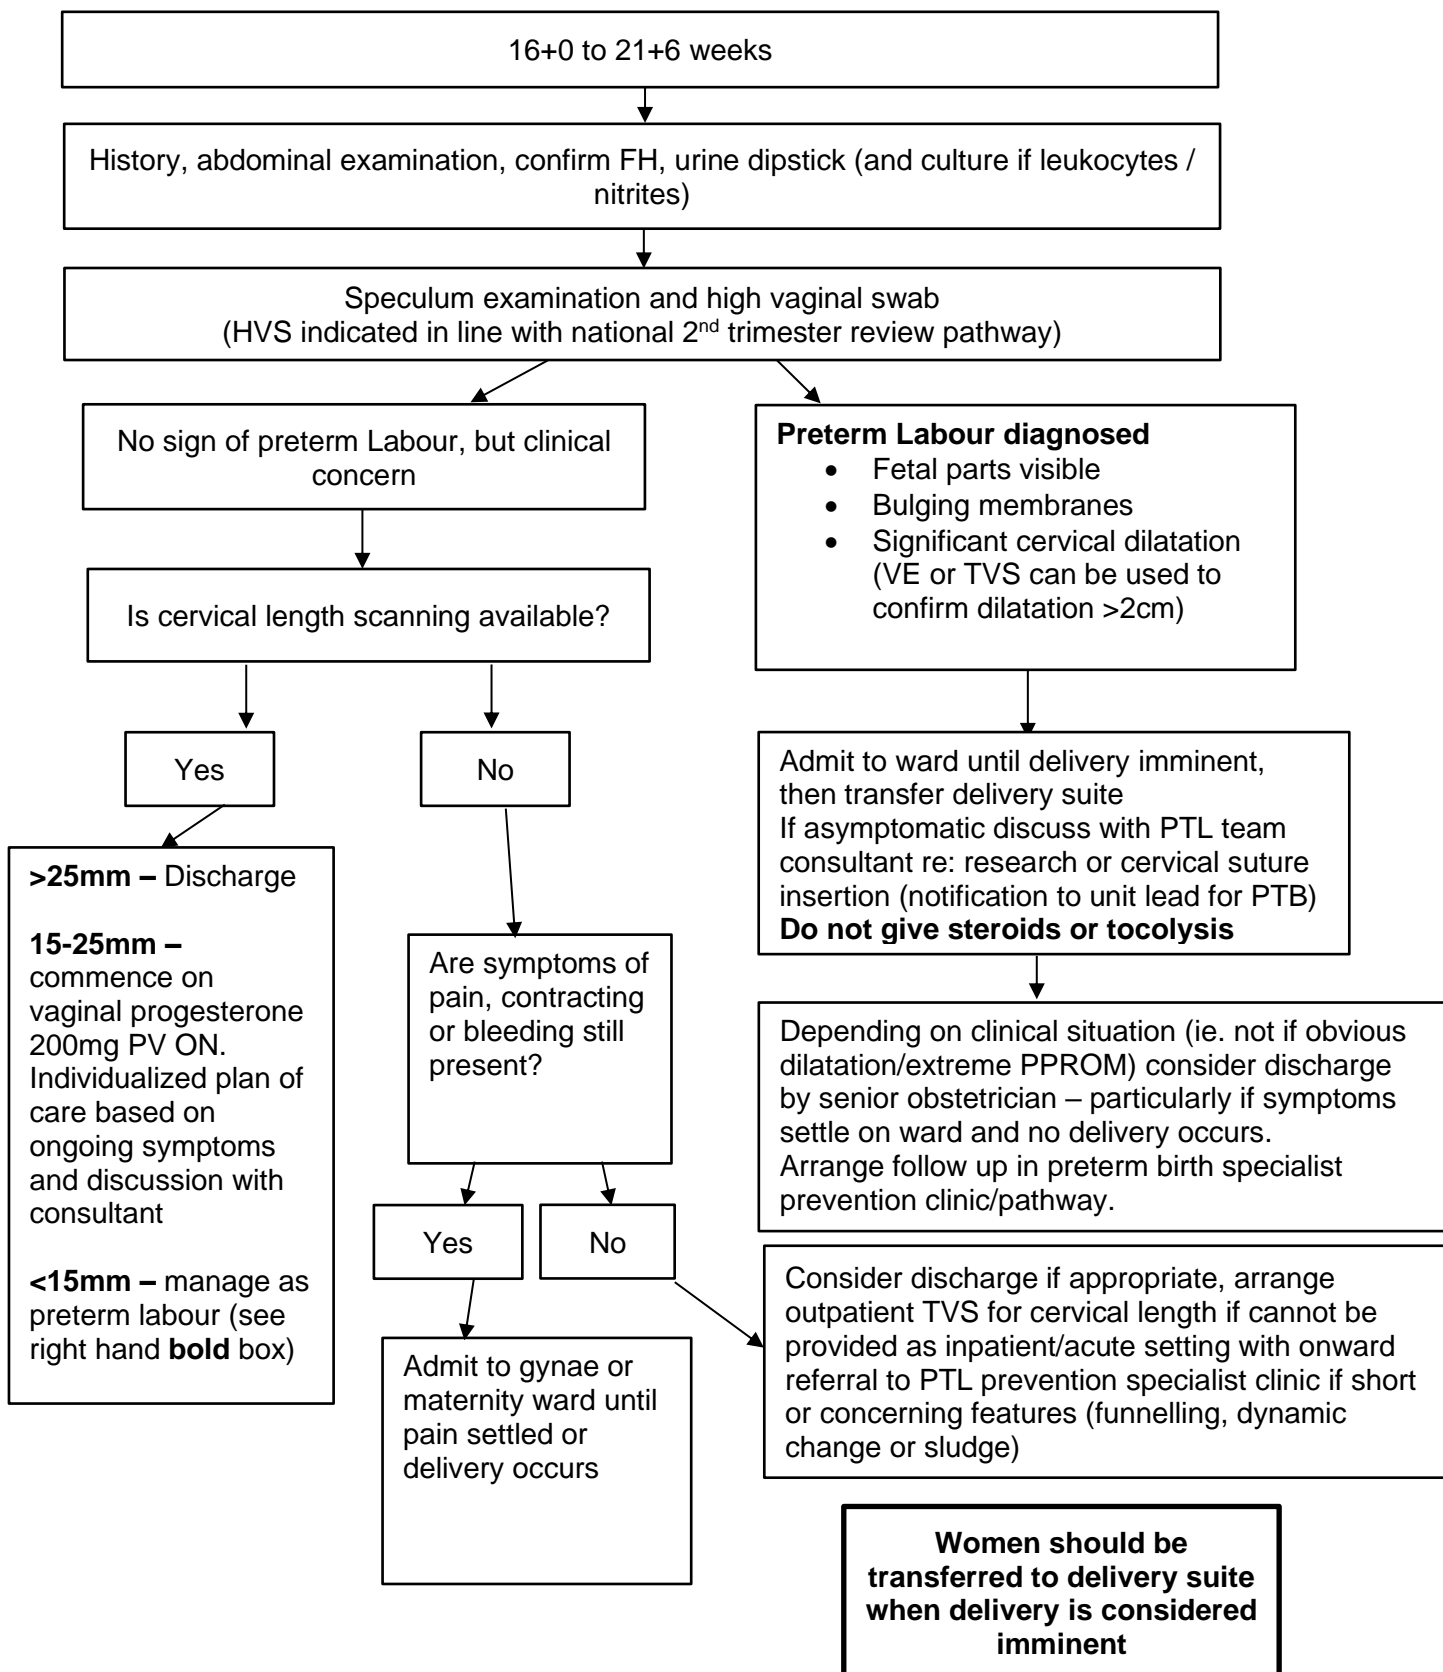 16+0 to 21+6 weeks
History, abdominal examination, confirm FH, urine dipstick (and culture if leukocytes /
nitrites)
Speculum examination and high vaginal swab
(HVS indicated in line with national 2nd trimester review pathway)
No sign of preterm Labour, but clinical
concern
Is cervical length scanning available?
Yes
No
>25mm – Discharge
15-25mm –
commence on
vaginal progesterone
200mg PV ON.
Individualized plan of
care based on
ongoing symptoms
and discussion with
consultant
<15mm – manage as
preterm labour (see
right hand bold box)
Are symptoms of
pain, contracting
or bleeding still
present?
Yes
No
Admit to gynae or
maternity ward until
pain settled or
delivery occurs
Preterm Labour diagnosed
• Fetal parts visible
• Bulging membranes
• Significant cervical dilatation
(VE or TVS can be used to
confirm dilatation >2cm)
Admit to ward until delivery imminent,
then transfer delivery suite
If asymptomatic discuss with PTL team
consultant re: research or cervical suture
insertion (notification to unit lead for PTB)
Do not give steroids or tocolysis
Depending on clinical situation (ie. not if obvious
dilatation/extreme PPROM) consider discharge
by senior obstetrician – particularly if symptoms
settle on ward and no delivery occurs.
Arrange follow up in preterm birth specialist
prevention clinic/pathway.
Consider discharge if appropriate, arrange
outpatient TVS for cervical length if cannot be
provided as inpatient/acute setting with onward
referral to PTL prevention specialist clinic if short
or concerning features (funnelling, dynamic
change or sludge)
Women should be
transferred to delivery suite
when delivery is considered
imminent